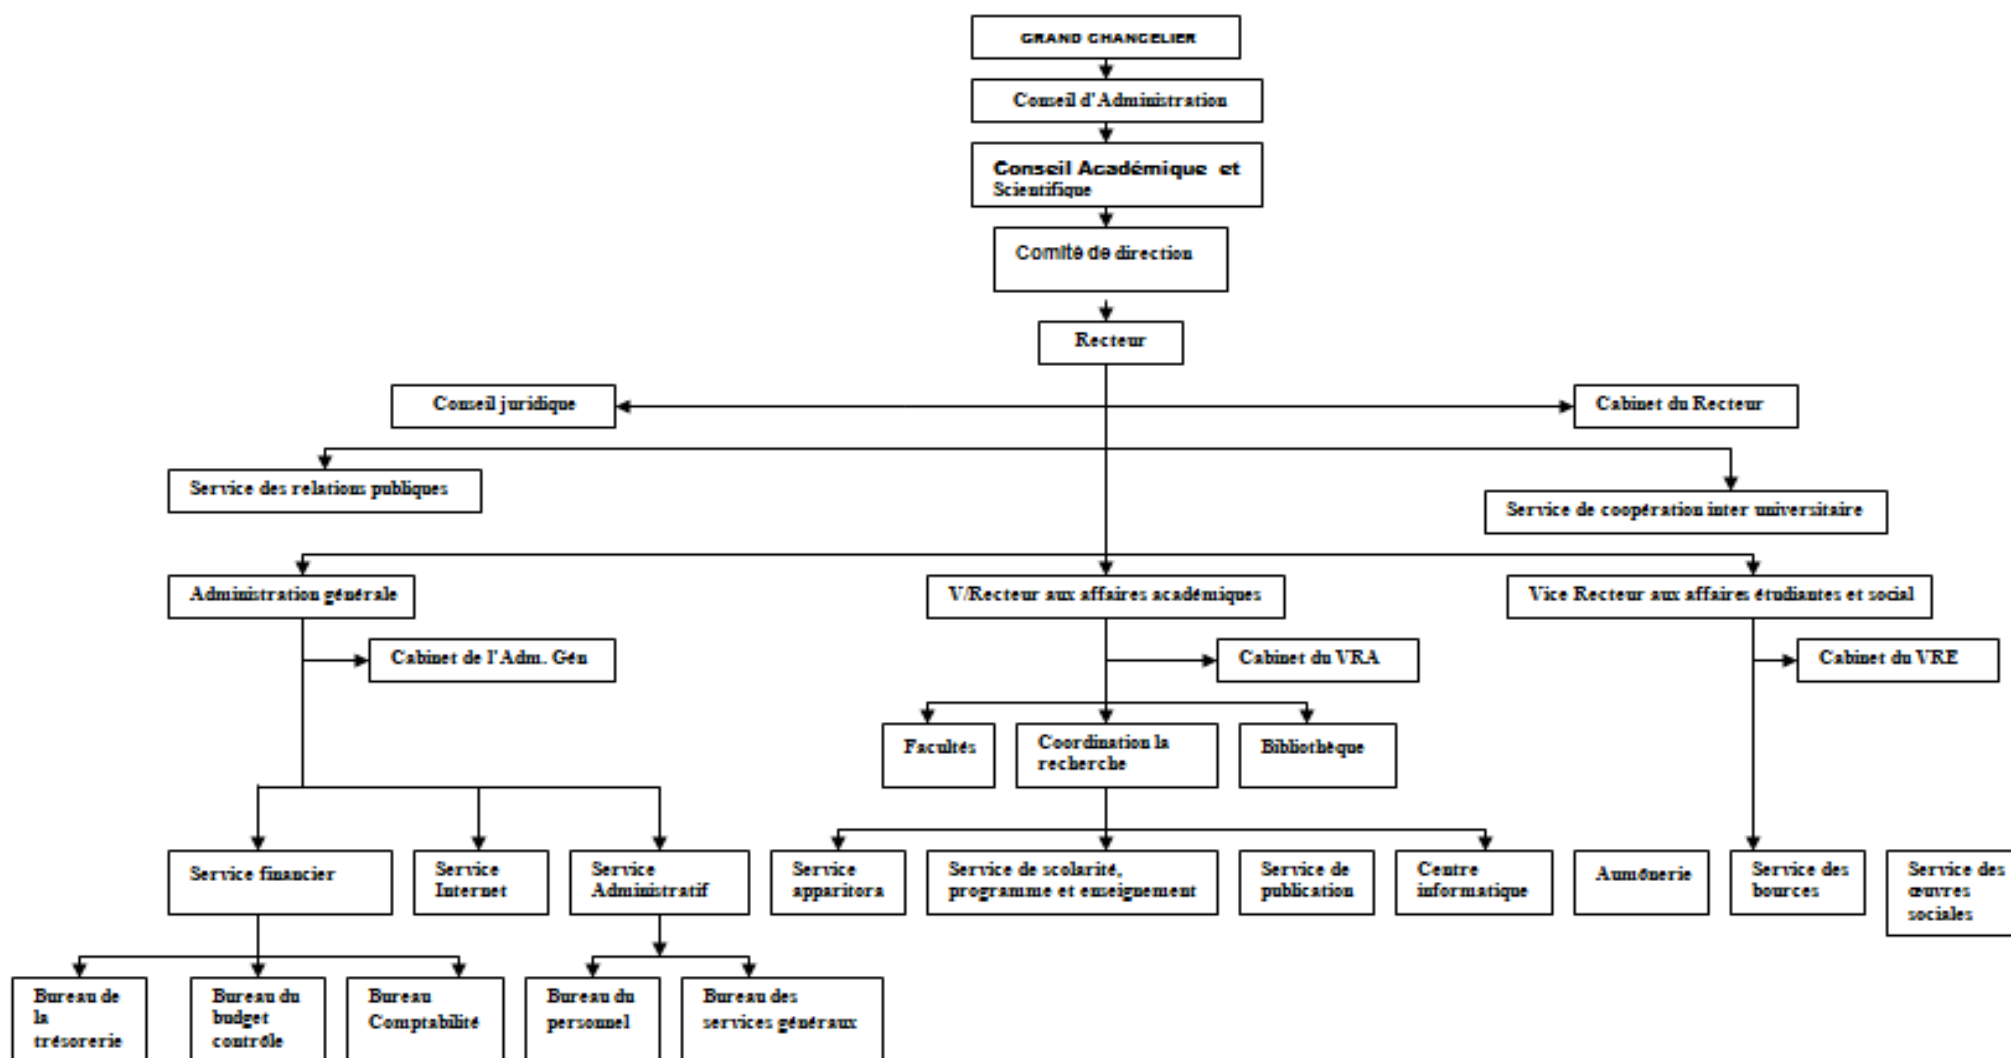 GRAND CHANCELIER
Conseil d'Administration
Conseil Académique et
Scientifique
Comité de direction
Recteur
Conseil juridique
Cabinet du Recteur
Service des relations publiques
Service de coopération inter universitaire
Administration générale
V/Recteur aux affaires académiques
Vice Recteur aux affaires étudiantes et social
Cabinet de l'Adm. Gén
Cabinet du VRA
Cabinet du VRE
Facultés
Coordination la
recherche
Bibliothèque
Service financier
Service
Internet
Service
Administratif
Service
apparitora
Service de scolarité,
programme et enseignement
Service de
publication
Centre
informatique
Aumônerie
Service des
bources
Service des
œuvres
sociales
Bureau de
la
trésorerie
Bureau du
budget
contrôle
Bureau
Comptabilité
Bureau du
personnel
Bureau des
services généraux